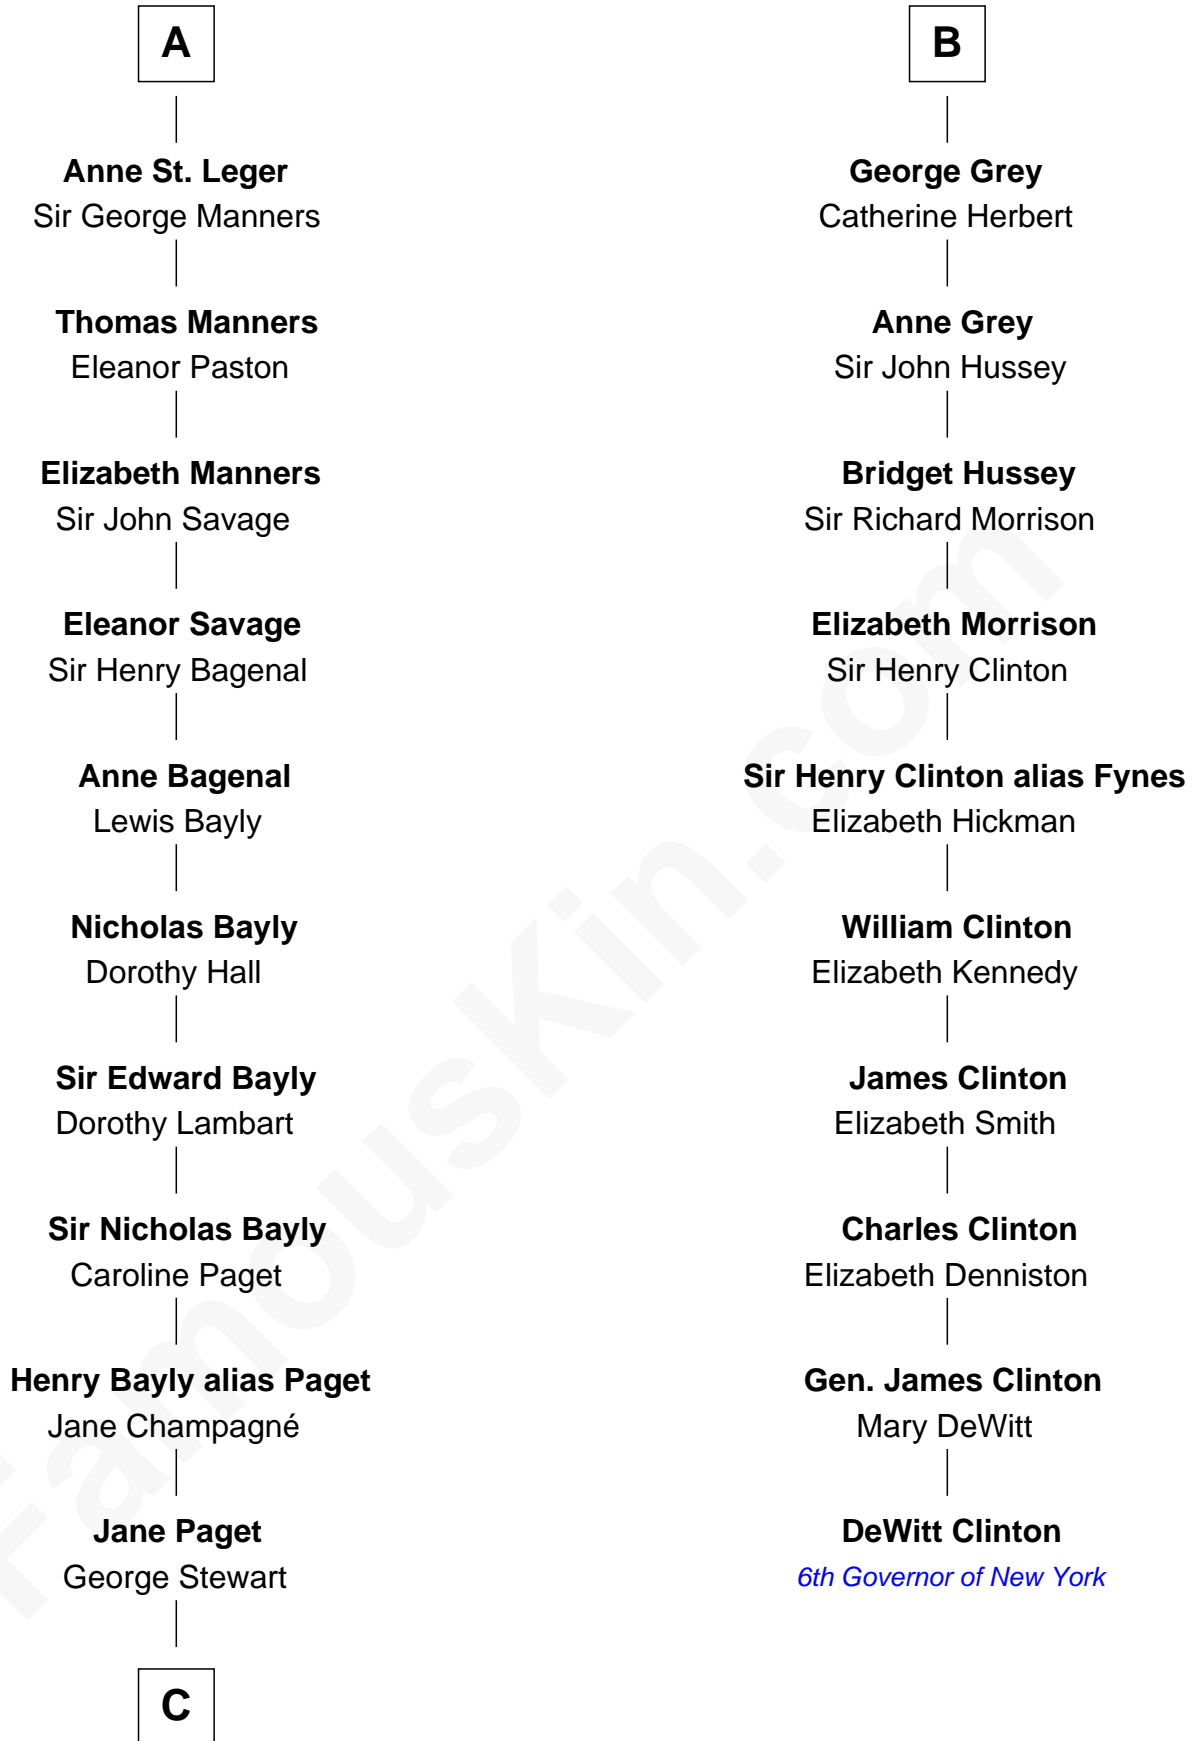 A
Anne St. Leger
Sir George Manners
Thomas Manners
Eleanor Paston
Elizabeth Manners
Sir John Savage
Eleanor Savage
Sir Henry Bagenal
Anne Bagenal
Lewis Bayly
Nicholas Bayly
Dorothy Hall
Sir Edward Bayly
Dorothy Lambart
Sir Nicholas Bayly
Caroline Paget
Henry Bayly alias Paget
Jane Champagné
Jane Paget
George Stewart
C
B
George Grey
Catherine Herbert
Anne Grey
Sir John Hussey
Bridget Hussey
Sir Richard Morrison
Elizabeth Morrison
Sir Henry Clinton
Sir Henry Clinton alias Fynes
Elizabeth Hickman
William Clinton
Elizabeth Kennedy
James Clinton
Elizabeth Smith
Charles Clinton
Elizabeth Denniston
Gen. James Clinton
Mary DeWitt
DeWitt Clinton
6th Governor of New York
FamousKin.com